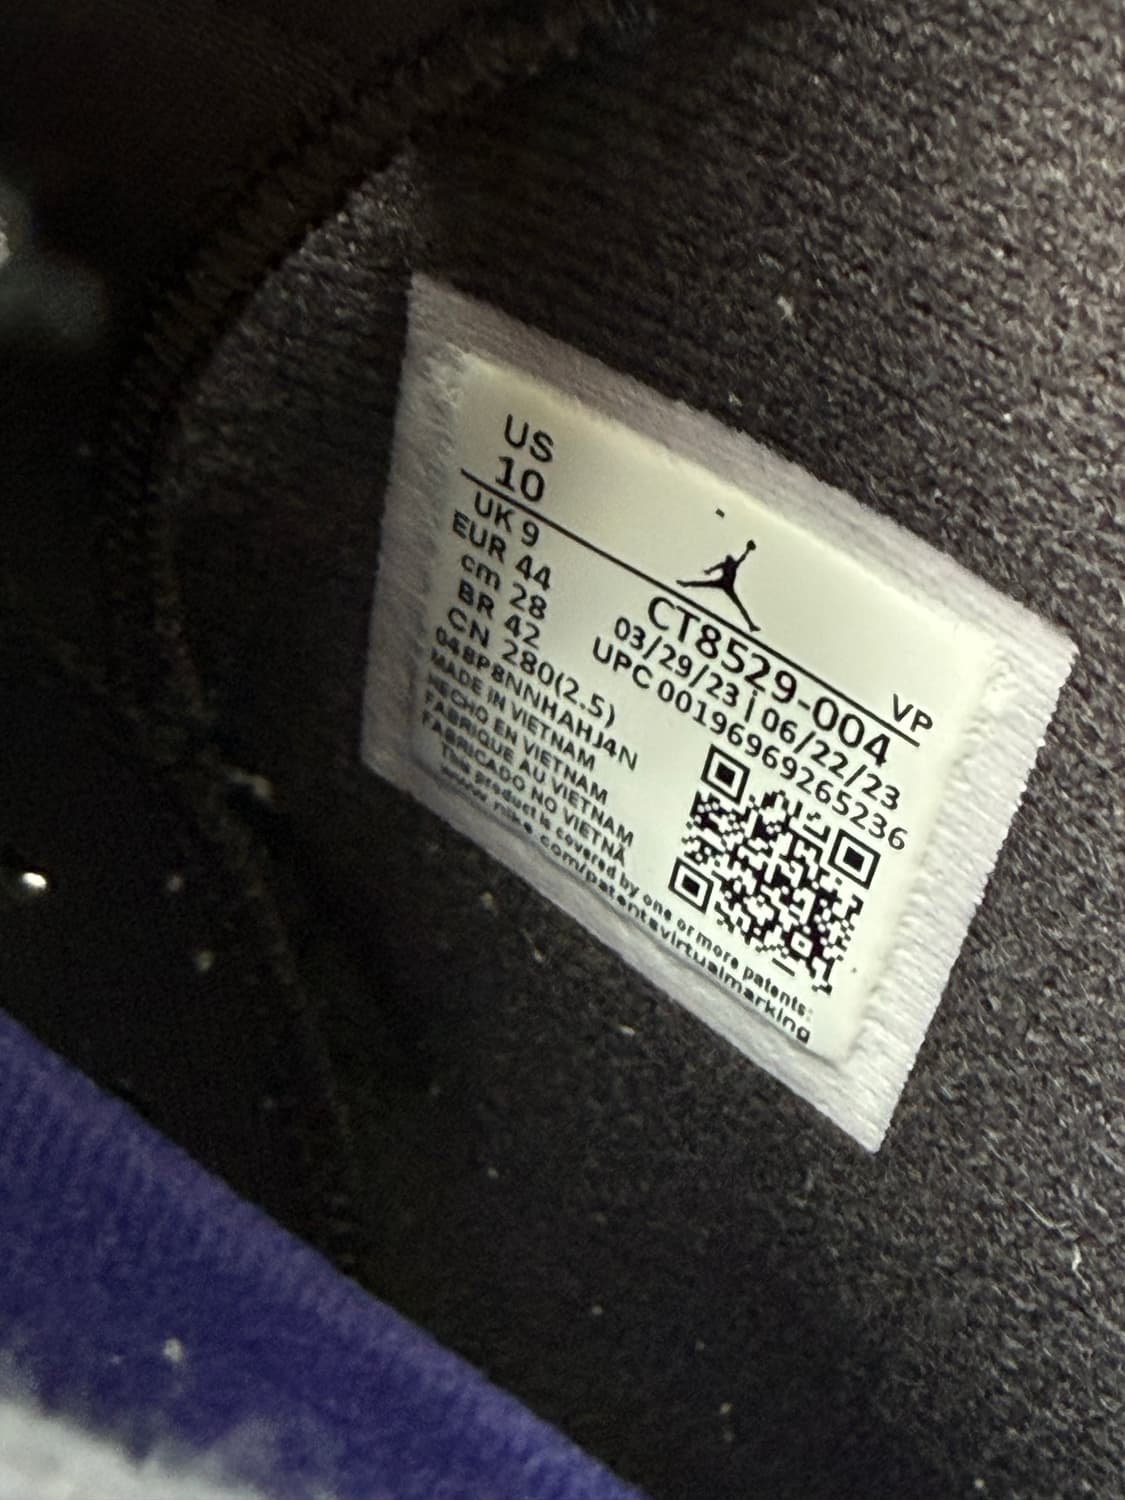 US
10
UK 9
EUR 44
cm 28
BR 42
CN 280(2.5)
048P8NNHAHJ4N
MADE IN VIETNAM
HECHO EN VIETNAM
FABRIQUE AU VIETNAM
ABRICADO NO VIETNÃ
This product is covered by one or more patents:
www.nike.com/patentsvirtualmarking
VP
CT8529-004
03/29/23 | 06/22/23
UPC 00196969265236